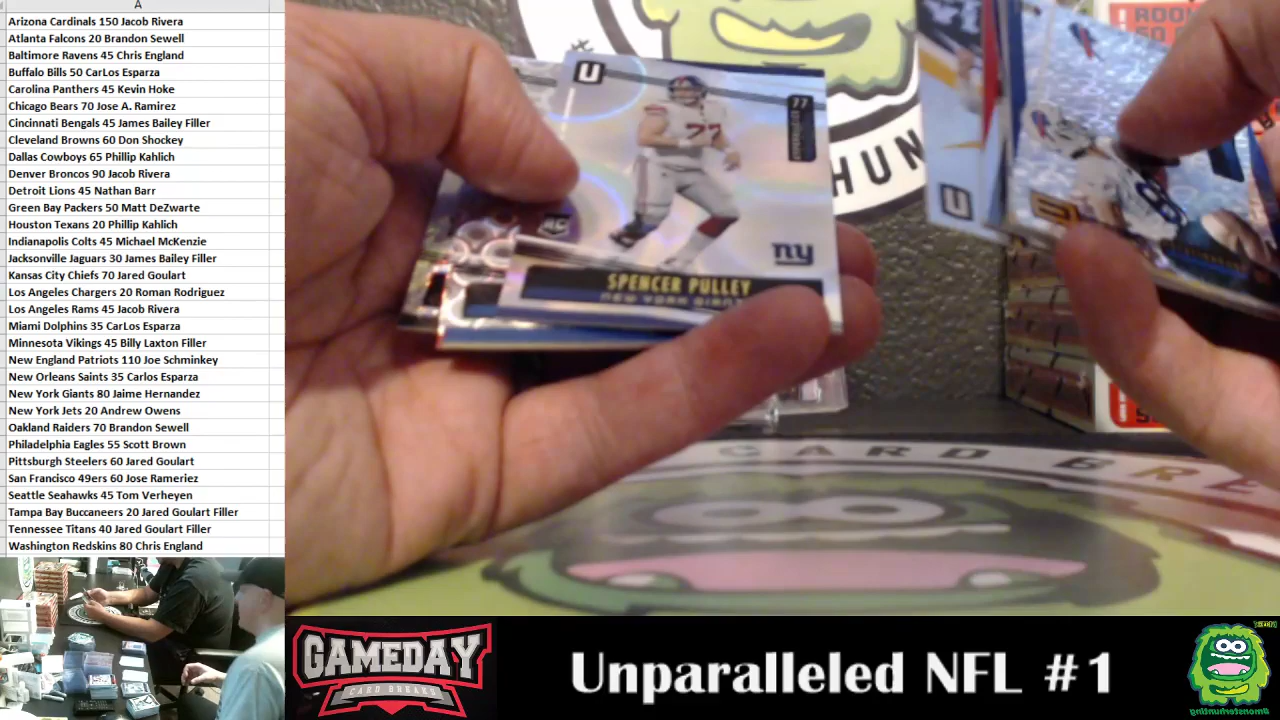 A
Arizona Cardinals 150 Jacob Rivera
Atlanta Falcons 20 Brandon Sewell
Baltimore Ravens 45 Chris England
Buffalo Bills 50 CarLos Esparza
Carolina Panthers 45 Kevin Hoke
Chicago Bears 70 Jose A. Ramirez
Cincinnati Bengals 45 James Bailey Filler
Cleveland Browns 60 Don Shockey
Dallas Cowboys 65 Phillip Kahlich
Denver Broncos 90 Jacob Rivera
Detroit Lions 45 Nathan Barr
Green Bay Packers 50 Matt DeZwarte
Houston Texans 20 Phillip Kahlich
Indianapolis Colts 45 Michael McKenzie
Jacksonville Jaguars 30 James Bailey Filler
Kansas City Chiefs 70 Jared Goulart
Los Angeles Chargers 20 Roman Rodriguez
Los Angeles Rams 45 Jacob Rivera
Miami Dolphins 35 CarLos Esparza
Minnesota Vikings 45 Billy Laxton Filler
New England Patriots 110 Joe Schminkey
New Orleans Saints 35 Carlos Esparza
New York Giants 80 Jaime Hernandez
New York Jets 20 Andrew Owens
Oakland Raiders 70 Brandon Sewell
Philadelphia Eagles 55 Scott Brown
Pittsburgh Steelers 60 Jared Goulart
San Francisco 49ers 60 Jose Rameriez
Seattle Seahawks 45 Tom Verheyen
Tampa Bay Buccaneers 20 Jared Goulart Filler
Tennessee Titans 40 Jared Goulart Filler
Washington Redskins 80 Chris England
U
77
77
ny
SPENCER PULLEY
NEW YORK GIANTS
RC
U
HUN
CARD BRE
GAMEDAY
CARD BREAKS
Unparalleled NFL #1
#monsterhunting